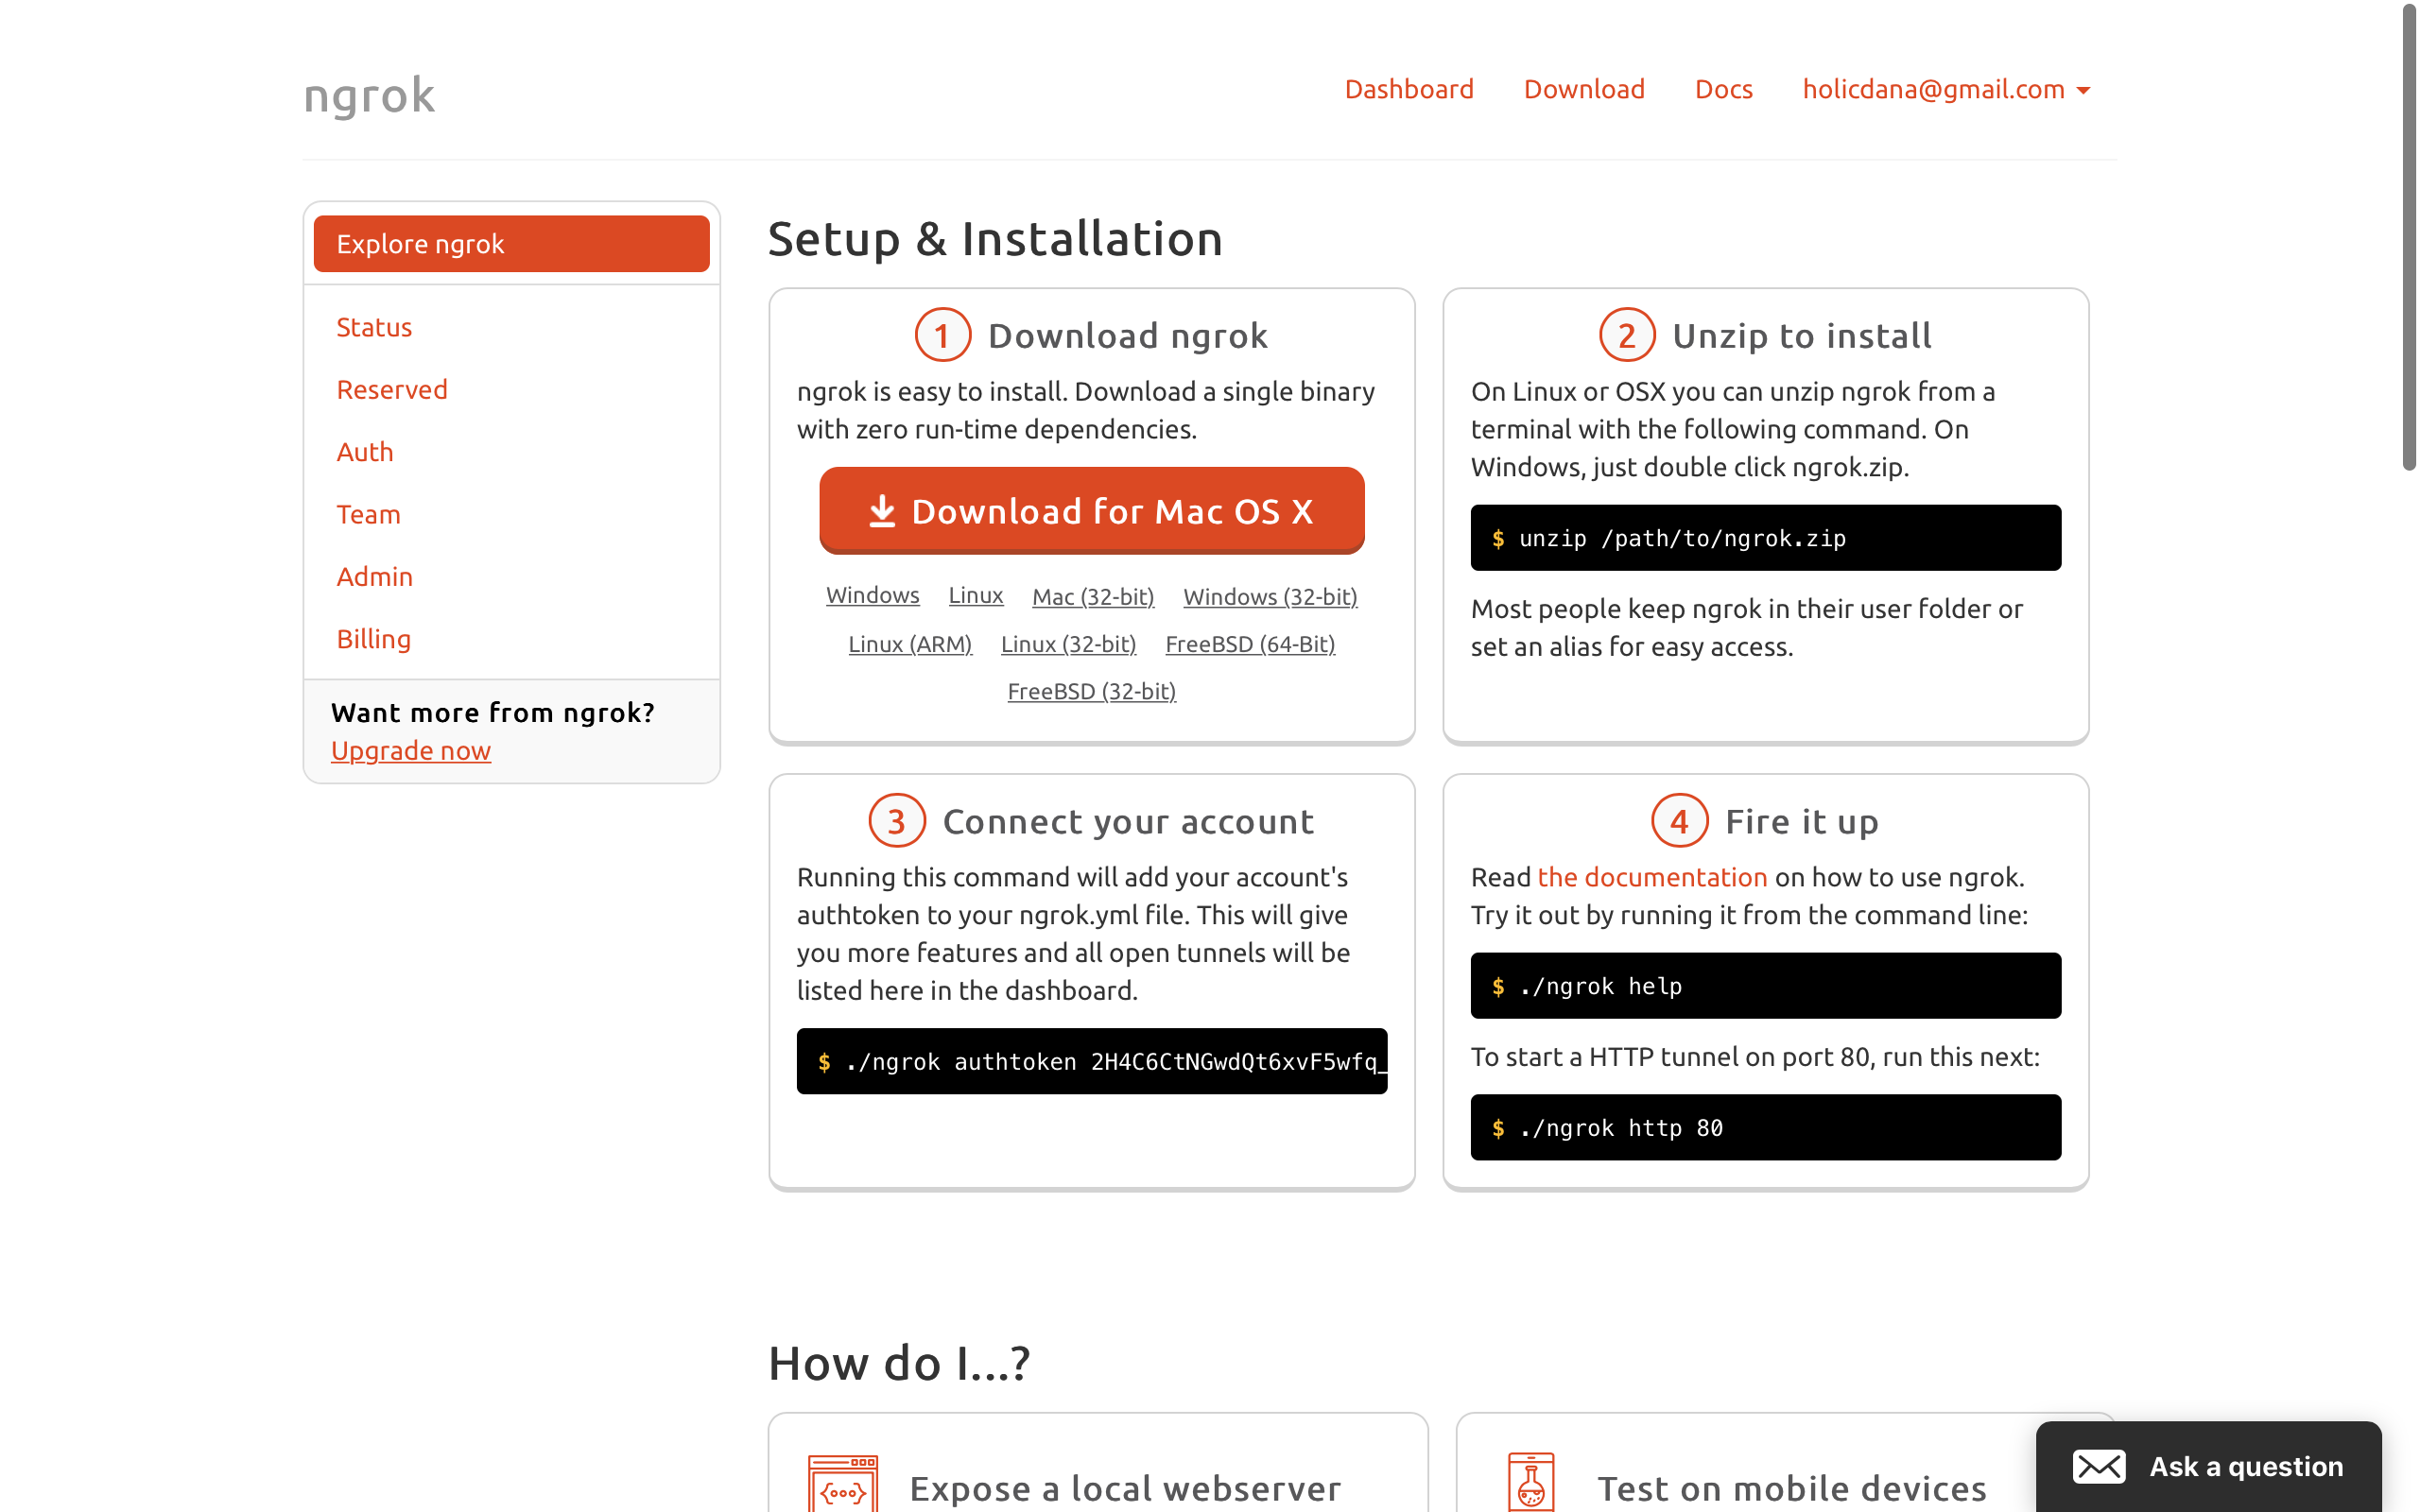 ngrok
Dashboard Download Docs holicdana@gmail.com
Explore ngrok
Status
Reserved
Auth
Team
Admin
Billing
Want more from ngrok?
Upgrade now
Setup & Installation
1 Download ngrok
ngrok is easy to install. Download a single binary
with zero run-time dependencies.
Download for Mac OS X
Windows Linux Mac (32-bit) Windows (32-bit)
Linux (ARM) Linux (32-bit) FreeBSD (64-Bit)
FreeBSD (32-bit)
2 Unzip to install
On Linux or OSX you can unzip ngrok from a
terminal with the following command. On
Windows, just double click ngrok.zip.
$ unzip /path/to/ngrok.zip
Most people keep ngrok in their user folder or
set an alias for easy access.
3 Connect your account
Running this command will add your account's
authtoken to your ngrok.yml file. This will give
you more features and all open tunnels will be
listed here in the dashboard.
$ ./ngrok authtoken 2H4C6CtNGwdQt6xvF5wfq_
4 Fire it up
Read the documentation on how to use ngrok.
Try it out by running it from the command line:
$ ./ngrok help
To start a HTTP tunnel on port 80, run this next:
$ ./ngrok http 80
How do I...?
Expose a local webserver
Test on mobile devices
Ask a question